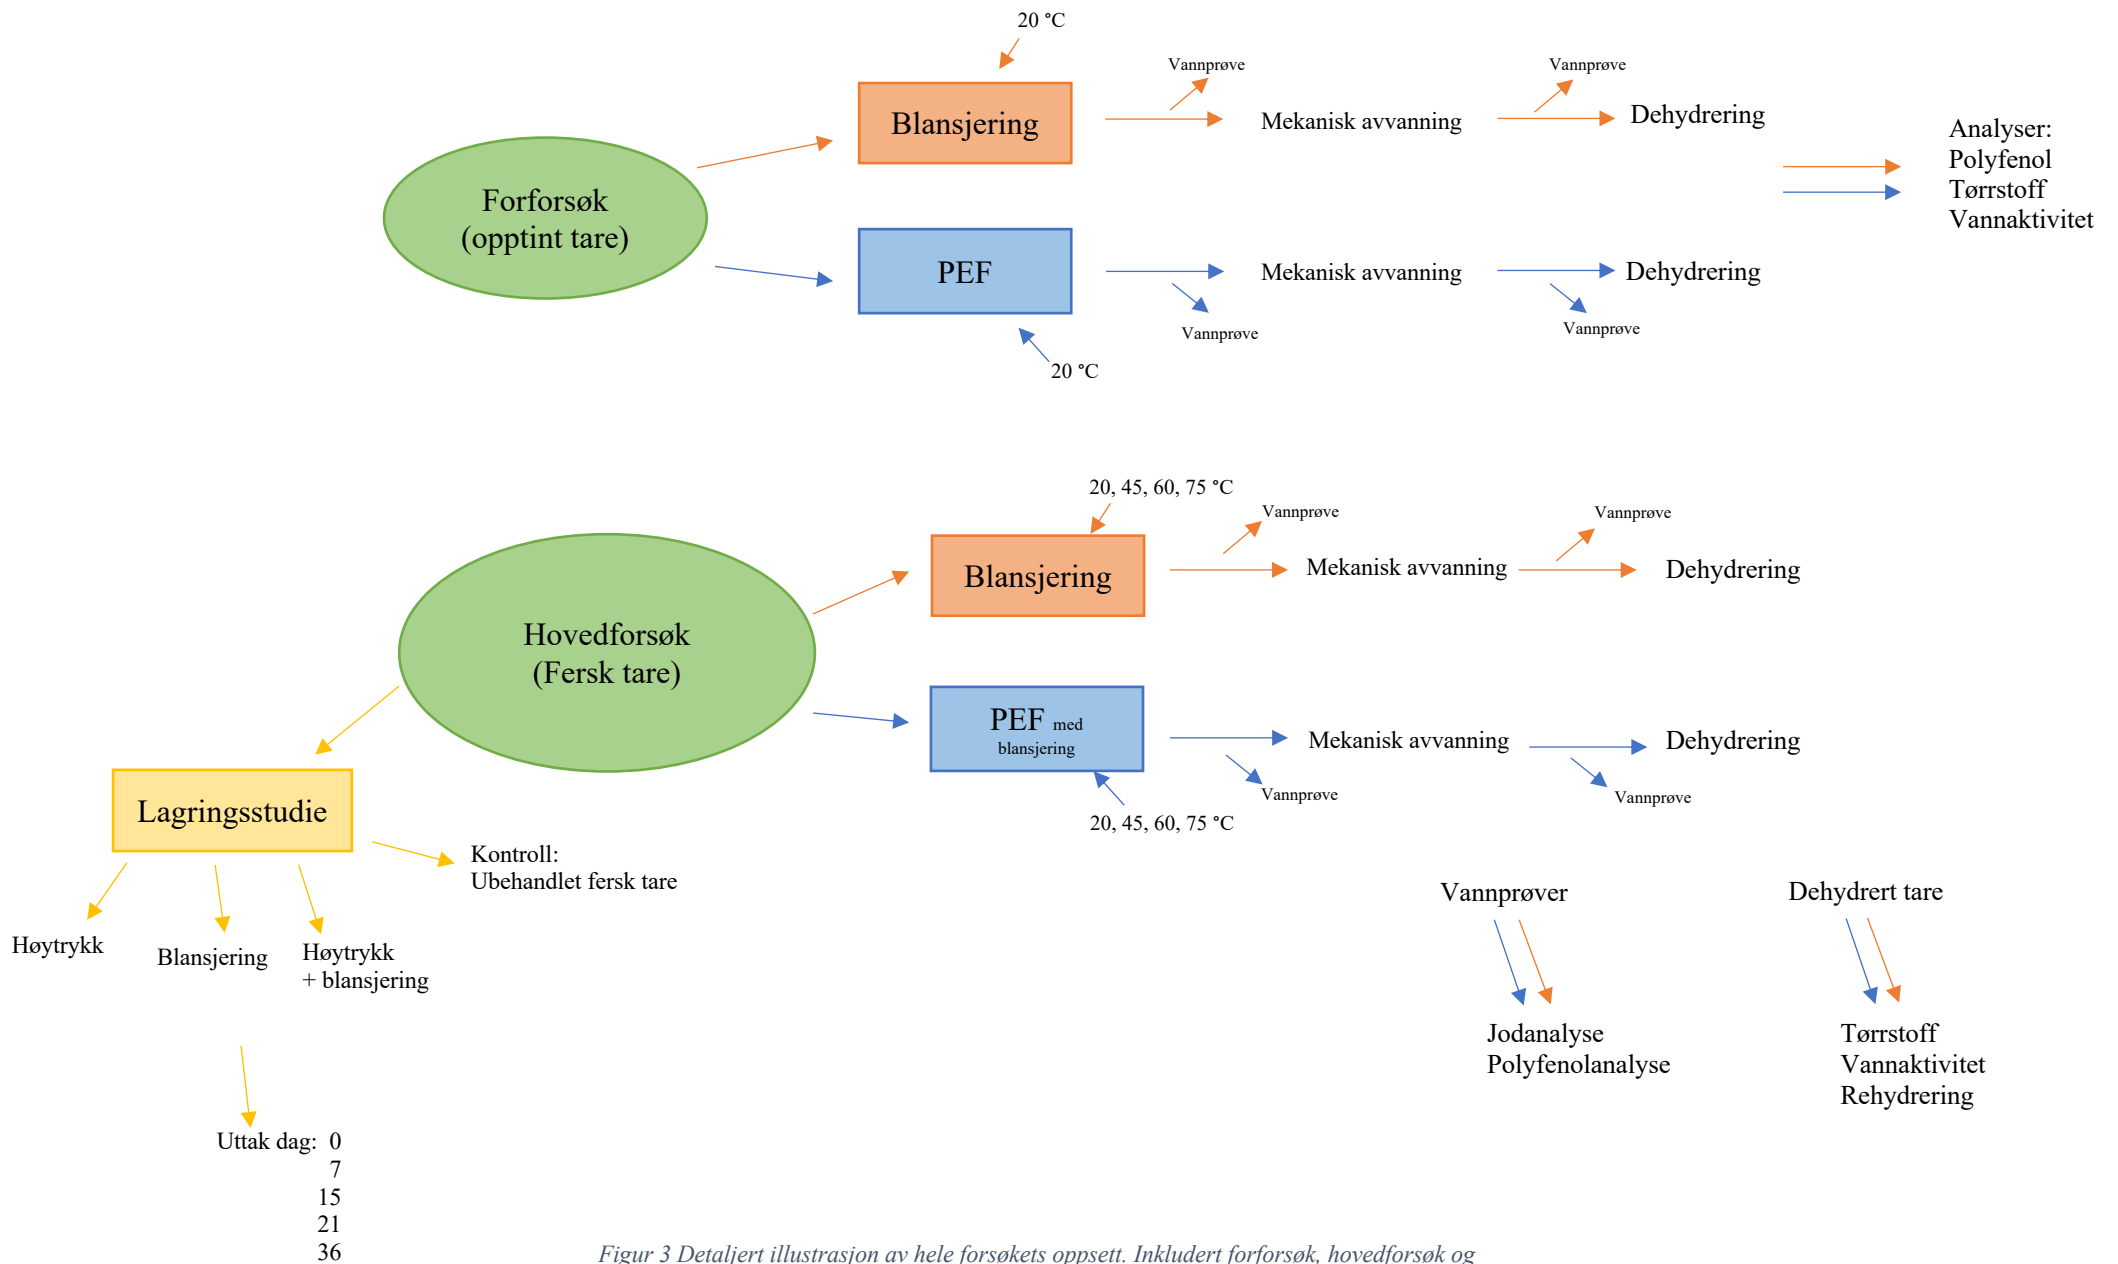 20 °C
Vannprøve
Vannprøve
Blansjering
Mekanisk avvanning
Dehydrering
Analyser:
Polyfenol
Tørrstoff
Vannaktivitet
Forforsøk
(opptint tare)
PEF
Mekanisk avvanning
Dehydrering
Vannprøve
Vannprøve
20 °C
20, 45, 60, 75 °C
Vannprøve
Vannprøve
Blansjering
Mekanisk avvanning
Dehydrering
Hovedforsøk
(Fersk tare)
PEF med
blansjering
Mekanisk avvanning
Dehydrering
Vannprøve
Vannprøve
20, 45, 60, 75 °C
Lagringsstudie
Kontroll:
Ubehandlet fersk tare
Høytrykk
Blansjering
Høytrykk
+ blansjering
Vannprøver
Dehydrert tare
Jodanalyse
Polyfenolanalyse
Tørrstoff
Vannaktivitet
Rehydrering
Uttak dag: 0
7
15
21
36
Figur 3 Detaljert illustrasjon av hele forsøkets oppsett. Inkludert forforsøk, hovedforsøk og